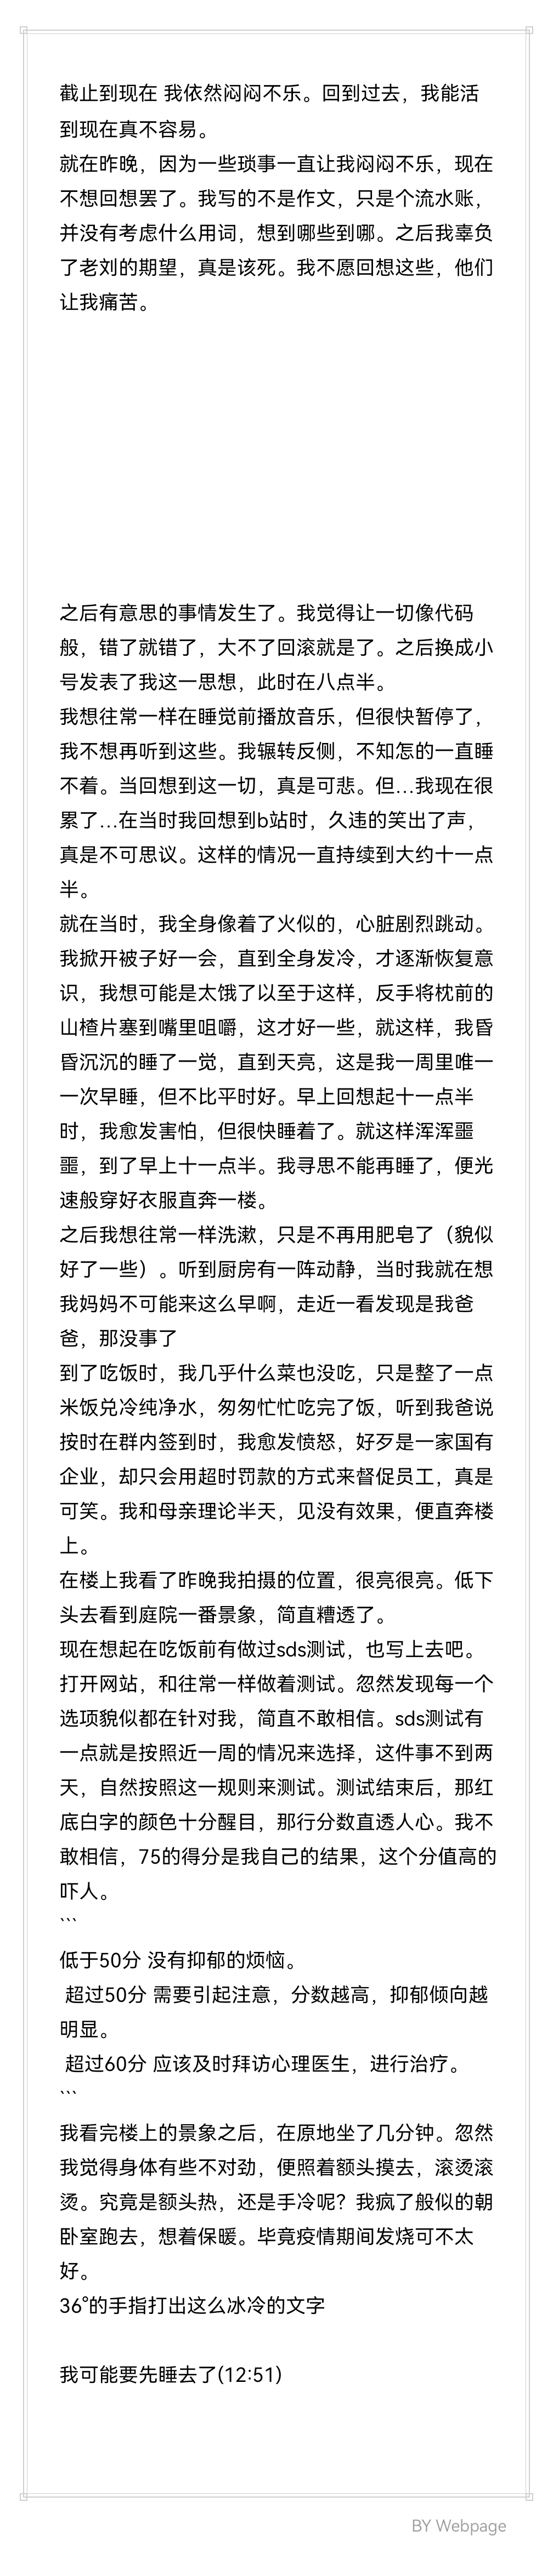 截止到现在 我依然闷闷不乐。回到过去，我能活
到现在真不容易。
就在昨晚，因为一些琐事一直让我闷闷不乐，现在
不想回想罢了。我写的不是作文，只是个流水账，
并没有考虑什么用词，想到哪些到哪。之后我辜负
了老刘的期望，真是该死。我不愿回想这些，他们
让我痛苦。
之后有意思的事情发生了。我觉得让一切像代码
般，错了就错了，大不了回滚就是了。之后换成小
号发表了我这一思想，此时在八点半。
我想往常一样在睡觉前播放音乐，但很快暂停了，
我不想再听到这些。我辗转反侧，不知怎的一直睡
不着。当回想到这一切，真是可悲。但...我现在很
累了...在当时我回想到b站时，久违的笑出了声，
真是不可思议。这样的情况一直持续到大约十一点
半。
就在当时，我全身像着了火似的，心脏剧烈跳动。
我掀开被子好一会，直到全身发冷，才逐渐恢复意
识，我想可能是太饿了以至于这样，反手将枕前的
山楂片塞到嘴里咀嚼，这才好一些，就这样，我昏
昏沉沉的睡了一觉，直到天亮，这是我一周里唯一
一次早睡，但不比平时好。早上回想起十一点半
时，我愈发害怕，但很快睡着了。就这样浑浑噩
噩，到了早上十一点半。我寻思不能再睡了，便光
速般穿好衣服直奔一楼。
之后我想往常一样洗漱，只是不再用肥皂了（貌似
好了一些）。听到厨房有一阵动静，当时我就在想
我妈妈不可能来这么早啊，走近一看发现是我爸
爸，那没事了
到了吃饭时，我几乎什么菜也没吃，只是整了一点
米饭兑冷纯净水，匆匆忙忙吃完了饭，听到我爸说
按时在群内签到时，我愈发愤怒，好歹是一家国有
企业，却只会用超时罚款的方式来督促员工，真是
可笑。我和母亲理论半天，见没有效果，便直奔楼
上。
在楼上我看了昨晚我拍摄的位置，很亮很亮。低下
头去看到庭院一番景象，简直糟透了。
现在想起在吃饭前有做过sds测试，也写上去吧。
打开网站，和往常一样做着测试。忽然发现每一个
选项貌似都在针对我，简直不敢相信。sds测试有
一点就是按照近一周的情况来选择，这件事不到两
天，自然按照这一规则来测试。测试结束后，那红
底白字的颜色十分醒目，那行分数直透人心。我不
敢相信，75的得分是我自己的结果，这个分值高的
吓人。
```
低于50分 没有抑郁的烦恼。
超过50分 需要引起注意，分数越高，抑郁倾向越
明显。
超过60分 应该及时拜访心理医生，进行治疗。
```
我看完楼上的景象之后，在原地坐了几分钟。忽然
我觉得身体有些不对劲，便照着额头摸去，滚烫滚
烫。究竟是额头热，还是手冷呢？我疯了般似的朝
卧室跑去，想着保暖。毕竟疫情期间发烧可不太
好。
36°的手指打出这么冰冷的文字
我可能要先睡去了(12:51)
BY Webpage